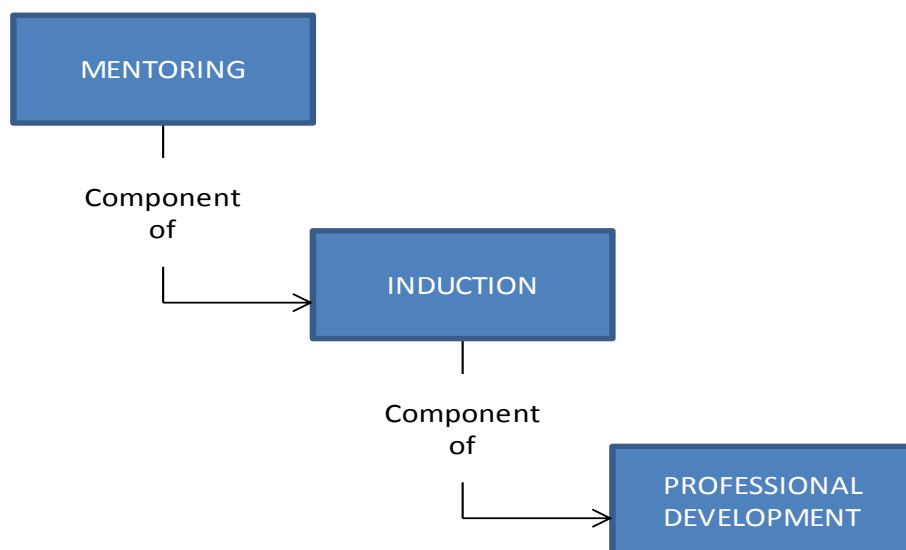 MENTORING
Component
of
INDUCTION
Component
of
PROFESSIONAL
DEVELOPMENT